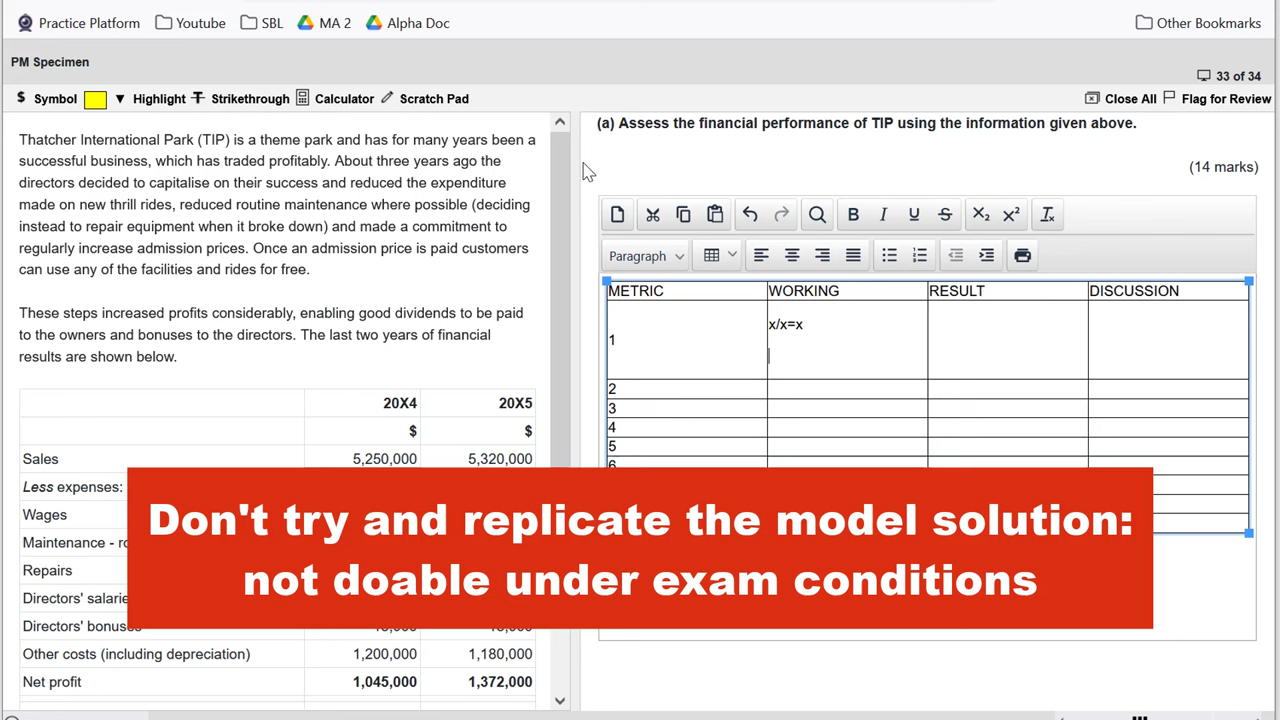 Practice Platform Youtube SBL MA 2 Alpha Doc Other Bookmarks
PM Specimen
33 of 34
$ Symbol Highlight Strikethrough Calculator Scratch Pad Close All Flag for Review
Thatcher International Park (TIP) is a theme park and has for many years been a
successful business, which has traded profitably. About three years ago the
directors decided to capitalise on their success and reduced the expenditure
made on new thrill rides, reduced routine maintenance where possible (deciding
instead to repair equipment when it broke down) and made a commitment to
regularly increase admission prices. Once an admission price is paid customers
can use any of the facilities and rides for free.
These steps increased profits considerably, enabling good dividends to be paid
to the owners and bonuses to the directors. The last two years of financial
results are shown below.
20X4 20X5
$ $
Sales 5,250,000 5,320,000
Less expenses:
Wages
Maintenance - ro
Repairs
Directors' salarie
Directors' bonus
Other costs (including depreciation) 1,200,000 1,180,000
Net profit 1,045,000 1,372,000
(a) Assess the financial performance of TIP using the information given above.
(14 marks)
B I U S X₂ X² Tx
Paragraph
METRIC WORKING RESULT DISCUSSION
1 x/x=x
2
3
4
5
6
Don't try and replicate the model solution:
not doable under exam conditions